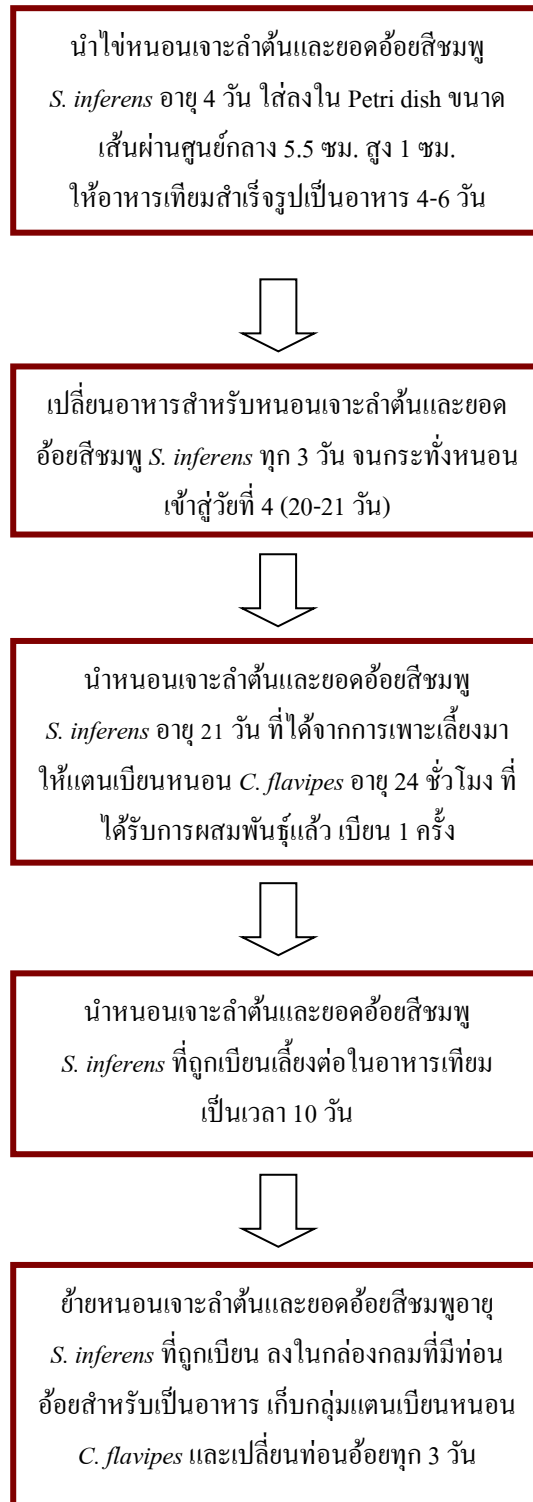 นำไข่หนอนเจาะลำต้นและยอดอ้อยสีชมพู
S. inferens อายุ 4 วัน ใส่ลงใน Petri dish ขนาด
เส้นผ่านศูนย์กลาง 5.5 ซม. สูง 1 ซม.
ให้อาหารเทียมสำเร็จรูปเป็นอาหาร 4-6 วัน
เปลี่ยนอาหารสำหรับหนอนเจาะลำต้นและยอด
อ้อยสีชมพู S. inferens ทุก 3 วัน จนกระทั่งหนอน
เข้าสู่วัยที่ 4 (20-21 วัน)
นำหนอนเจาะลำต้นและยอดอ้อยสีชมพู
S. inferens อายุ 21 วัน ที่ได้จากการเพาะเลี้ยงมา
ให้แตนเบียนหนอน C. flavipes อายุ 24 ชั่วโมง ที่
ได้รับการผสมพันธุ์แล้ว เบียน 1 ครั้ง
นำหนอนเจาะลำต้นและยอดอ้อยสีชมพู
S. inferens ที่ถูกเบียนเลี้ยงต่อในอาหารเทียม
เป็นเวลา 10 วัน
ย้ายหนอนเจาะลำต้นและยอดอ้อยสีชมพูอายุ
S. inferens ที่ถูกเบียน ลงในกล่องกลมที่มีท่อน
อ้อยสำหรับเป็นอาหาร เก็บกลุ่มแตนเบียนหนอน
C. flavipes และเปลี่ยนท่อนอ้อยทุก 3 วัน